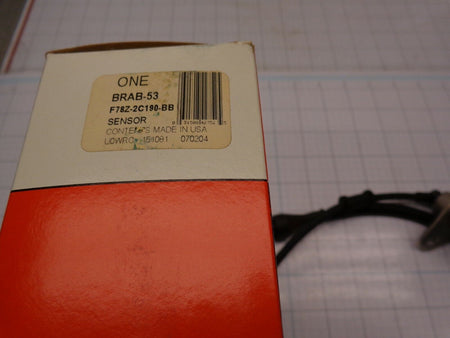 ONE
BRAB-53
F78Z-2C190-BB
SENSOR
CONTENTS MADE IN USA
070204